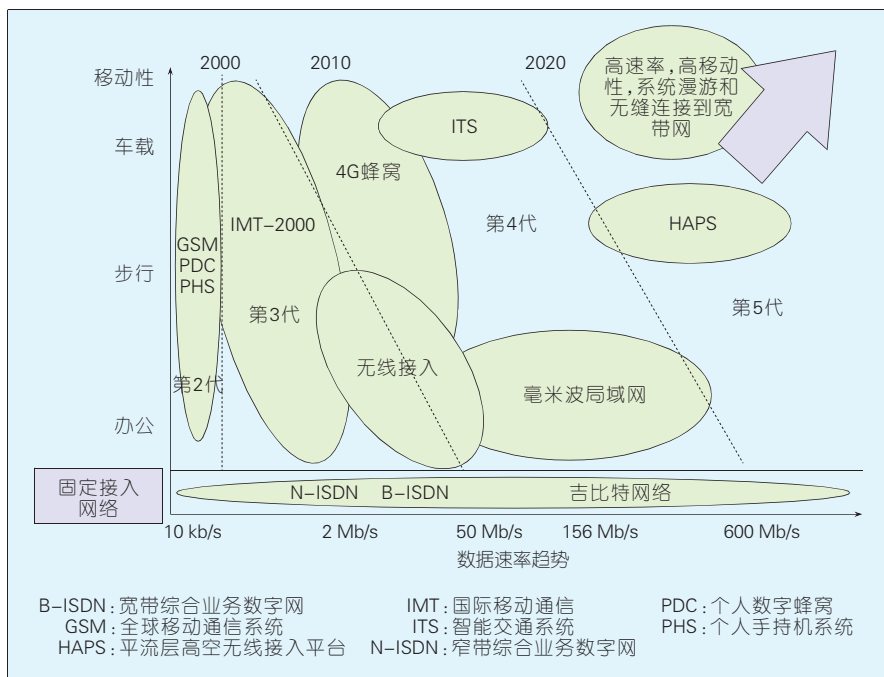 2000
2010
2020
移动性
高速率,高移动
性,系统漫游和
无缝连接到宽
带网
车载
ITS
4G蜂窝
IMT-2000
第4代
HAPS
GSM
PDC
PHS
步行
第3代
第5代
无线接入
第2代
毫米波局域网
办公
固定接入
网络
N-ISDN B-ISDN 吉比特网络
10 kb/s 2 Mb/s 50 Mb/s 156 Mb/s 600 Mb/s
数据速率趋势
B-ISDN:宽带综合业务数字网 IMT:国际移动通信 PDC:个人数字蜂窝
GSM:全球移动通信系统 ITS:智能交通系统 PHS:个人手持机系统
HAPS:平流层高空无线接入平台 N-ISDN:窄带综合业务数字网